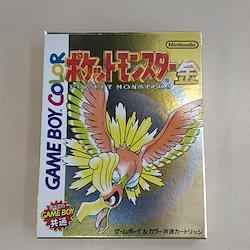 Nintendo
GAME BOY COLOR
ポケットモンスター金
POCKET MONSTERS
GAME BOY
共通
ゲームボーイ&カラー共通カートリッジ